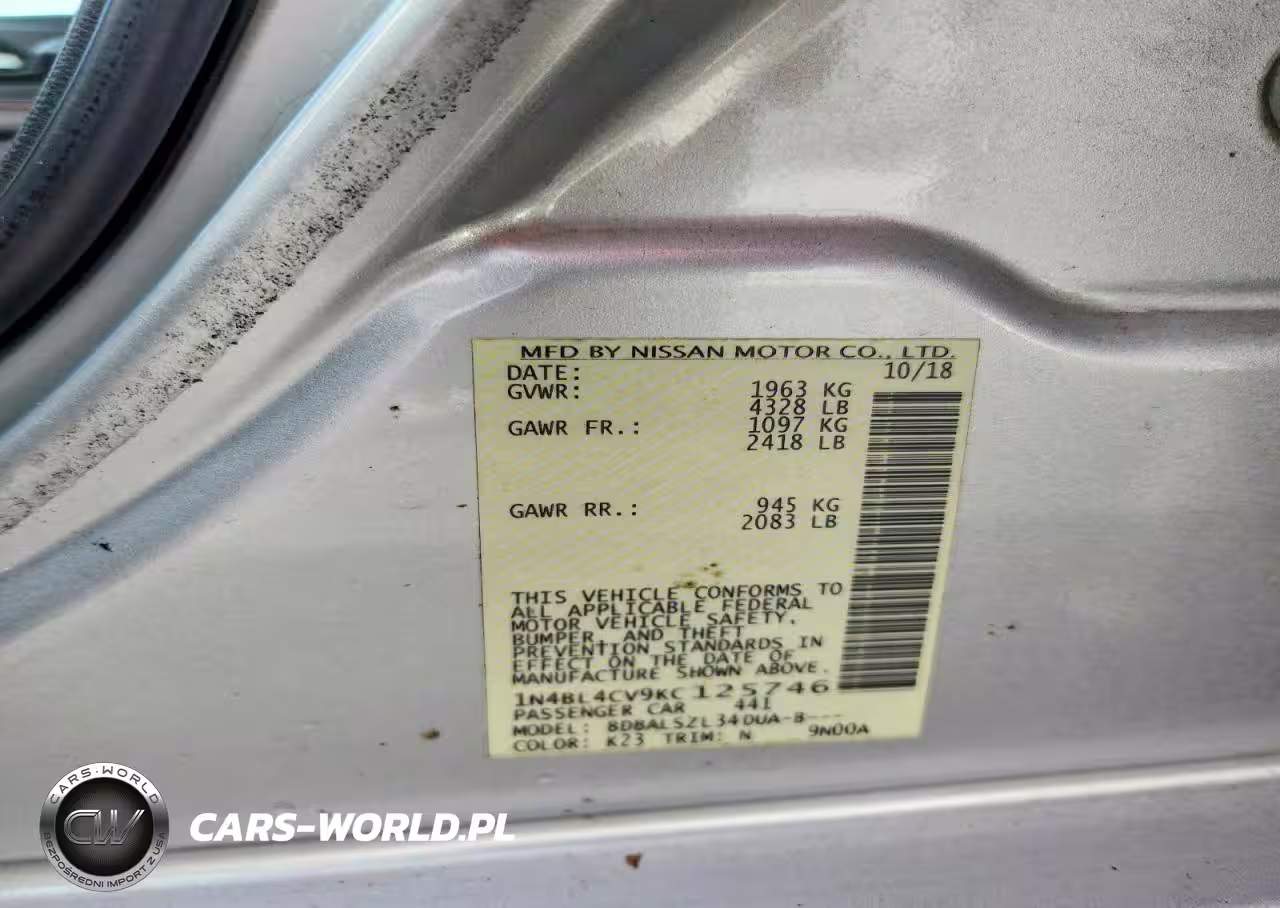 MFD BY NISSAN MOTOR CO., LTD.
DATE: 10/18
GVWR: 1963 KG
4328 LB
GAWR FR.: 1097 KG
2418 LB
GAWR RR.: 945 KG
2083 LB
THIS VEHICLE CONFORMS TO
ALL APPLICABLE FEDERAL
MOTOR VEHICLE SAFETY,
BUMPER, AND THEFT
PREVENTION STANDARDS IN
EFFECT ON THE DATE OF
MANUFACTURE SHOWN ABOVE.
1N4BL4CV9KC125746
PASSENGER CAR 441
MODEL: BDBALSZL34DUA-B---
COLOR: K23 TRIM: N 9N00A
CARS-WORLD
CW
BEZPOŚREDNI IMPORT Z USA
CARS-WORLD.PL